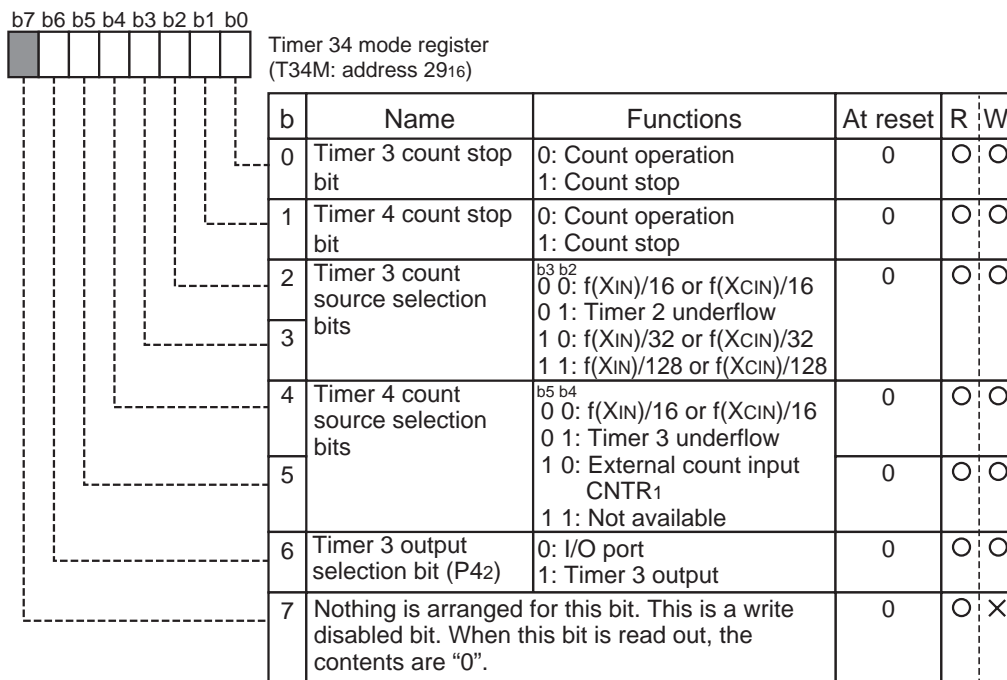 b7 b6 b5 b4 b3 b2 b1 b0
Timer 34 mode register
(T34M: address 2916)
b Name Functions At reset R W
0 Timer 3 count stop bit 0: Count operation 0 O O
1: Count stop
1 Timer 4 count stop bit 0: Count operation 0 O O
1: Count stop
2 Timer 3 count source selection bits b3 b2 0 O O
0 0: f(XIN)/16 or f(XCIN)/16
0 1: Timer 2 underflow
3 1 0: f(XIN)/32 or f(XCIN)/32
1 1: f(XIN)/128 or f(XCIN)/128
4 Timer 4 count source selection bits b5 b4 0 O O
0 0: f(XIN)/16 or f(XCIN)/16
0 1: Timer 3 underflow
5 1 0: External count input 0 O O
CNTR1
1 1: Not available
6 Timer 3 output selection bit (P42) 0: I/O port 0 O O
1: Timer 3 output
7 Nothing is arranged for this bit. This is a write 0 O ×
disabled bit. When this bit is read out, the
contents are “0”.